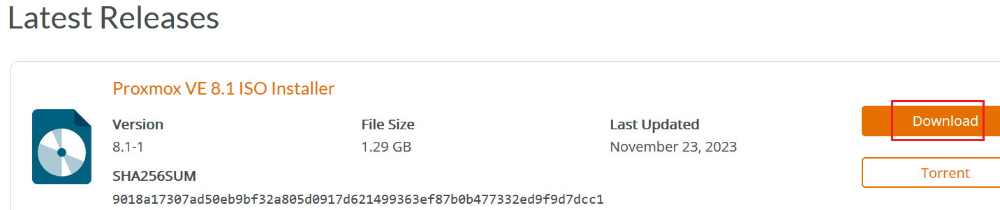 Latest Releases
Proxmox VE 8.1 ISO Installer
Version
File Size
Last Updated
Download
8.1-1
1.29 GB
November 23, 2023
SHA256SUM
Torrent
9018a17307ad50eb9bf32a805d0917d621499363ef87b0b477332ed9f9d7dcc1